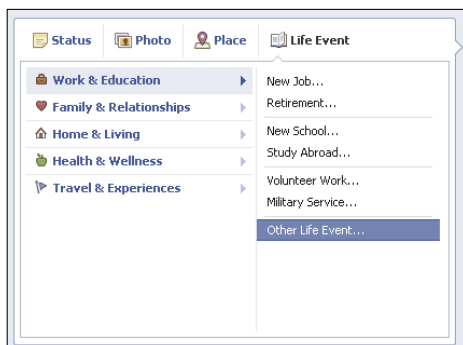 Status Photo Place Life Event
Work & Education
Family & Relationships
Home & Living
Health & Wellness
Travel & Experiences
New Job...
Retirement...
New School...
Study Abroad...
Volunteer Work...
Military Service...
Other Life Event...